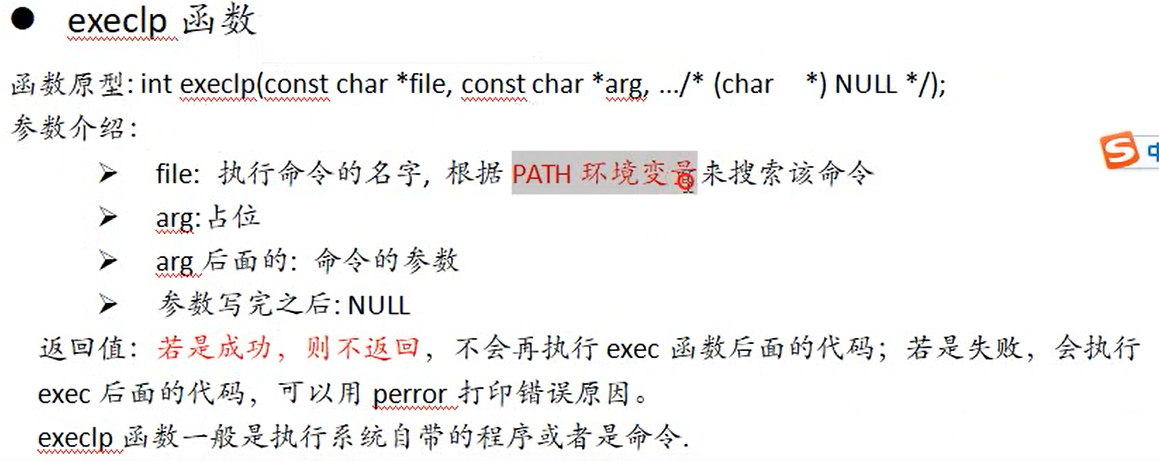 ● execlp 函数
函数原型: int execlp(const char *file, const char *arg, .../* (char *) NULL */);
参数介绍：
➢ file: 执行命令的名字, 根据 PATH 环境变量来搜索该命令
➢ arg:占位
➢ arg 后面的: 命令的参数
➢ 参数写完之后: NULL
返回值：若是成功，则不返回，不会再执行 exec 函数后面的代码；若是失败，会执行
exec 后面的代码，可以用 perror 打印错误原因。
execlp 函数一般是执行系统自带的程序或者是命令.
S